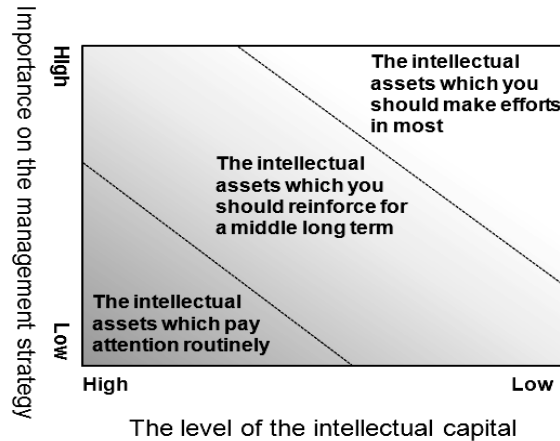 Importance on the management strategy
High
Low
The intellectual
assets which you
should make efforts
in most
The intellectual
assets which you
should reinforce for
a middle long term
The intellectual
assets which pay
attention routinely
High
Low
The level of the intellectual capital